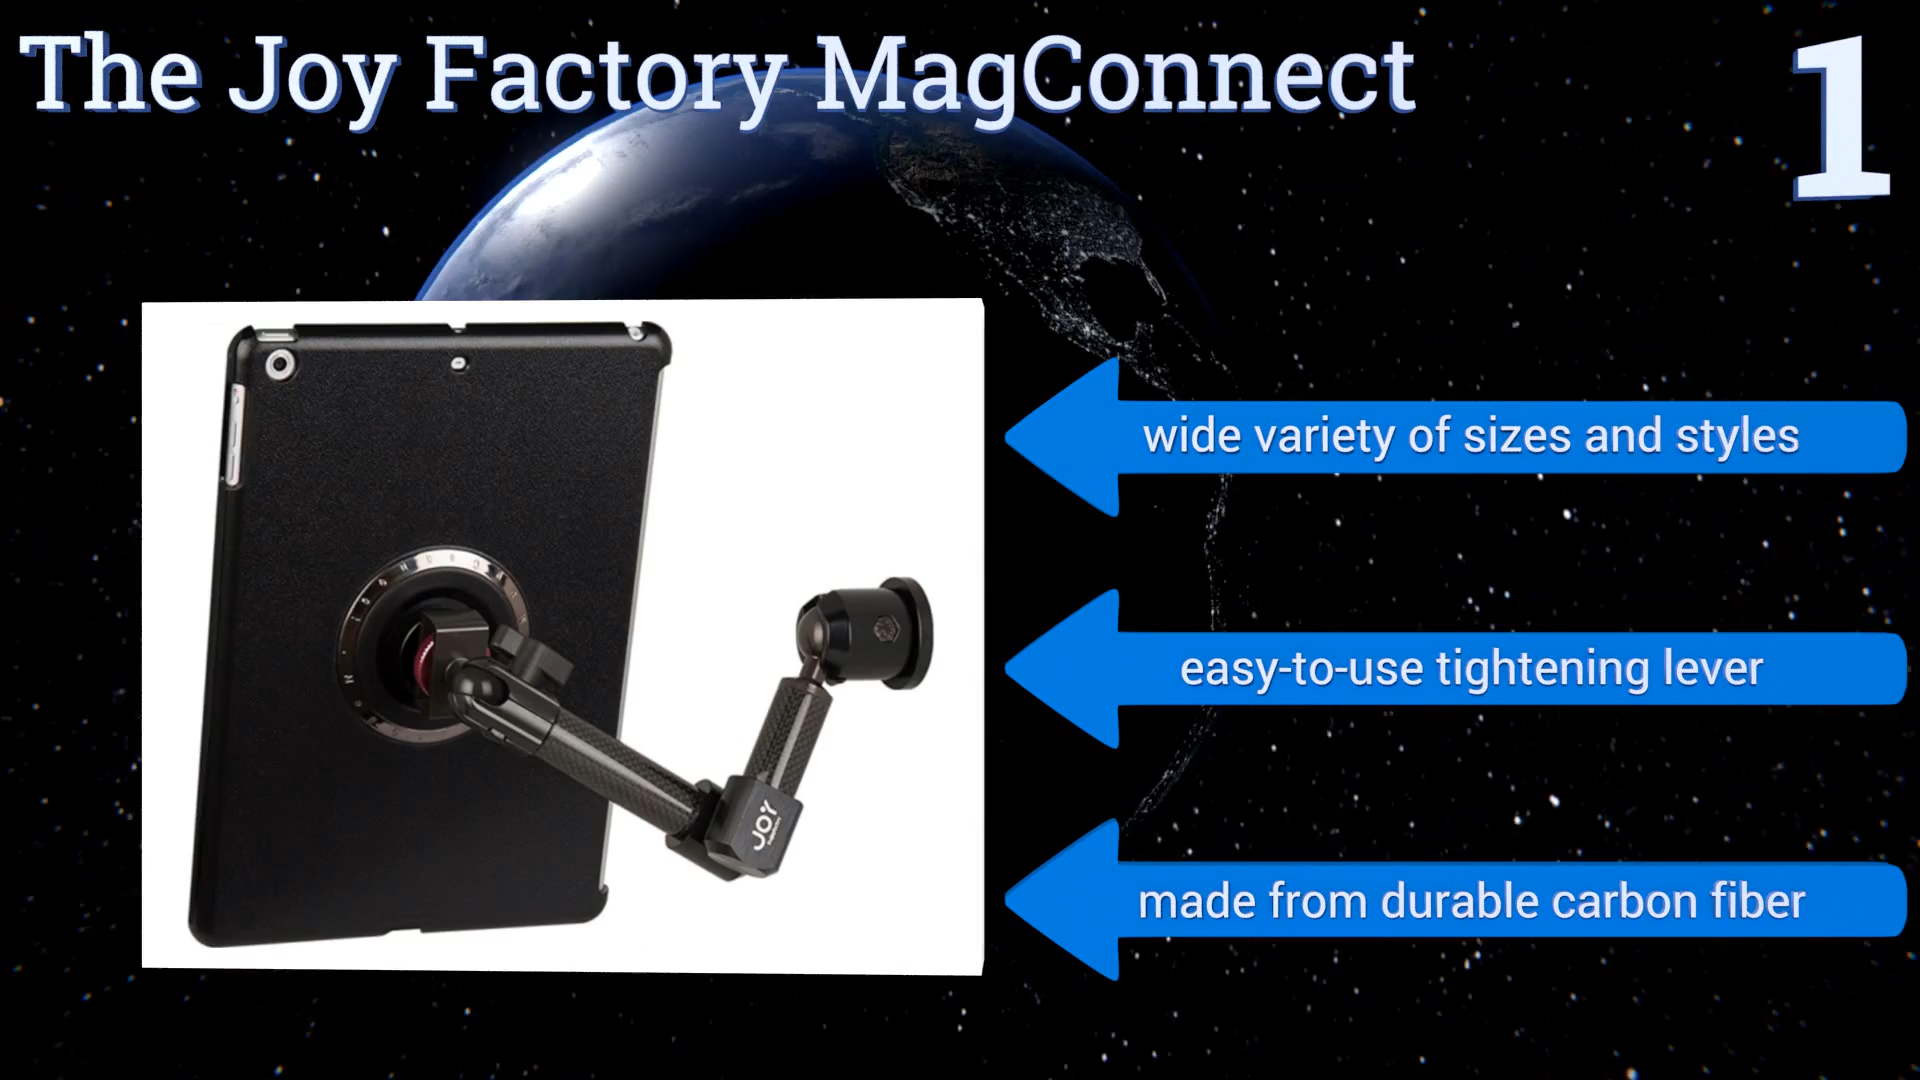 The Joy Factory MagConnect
1
wide variety of sizes and styles
easy-to-use tightening lever
made from durable carbon fiber
JOY